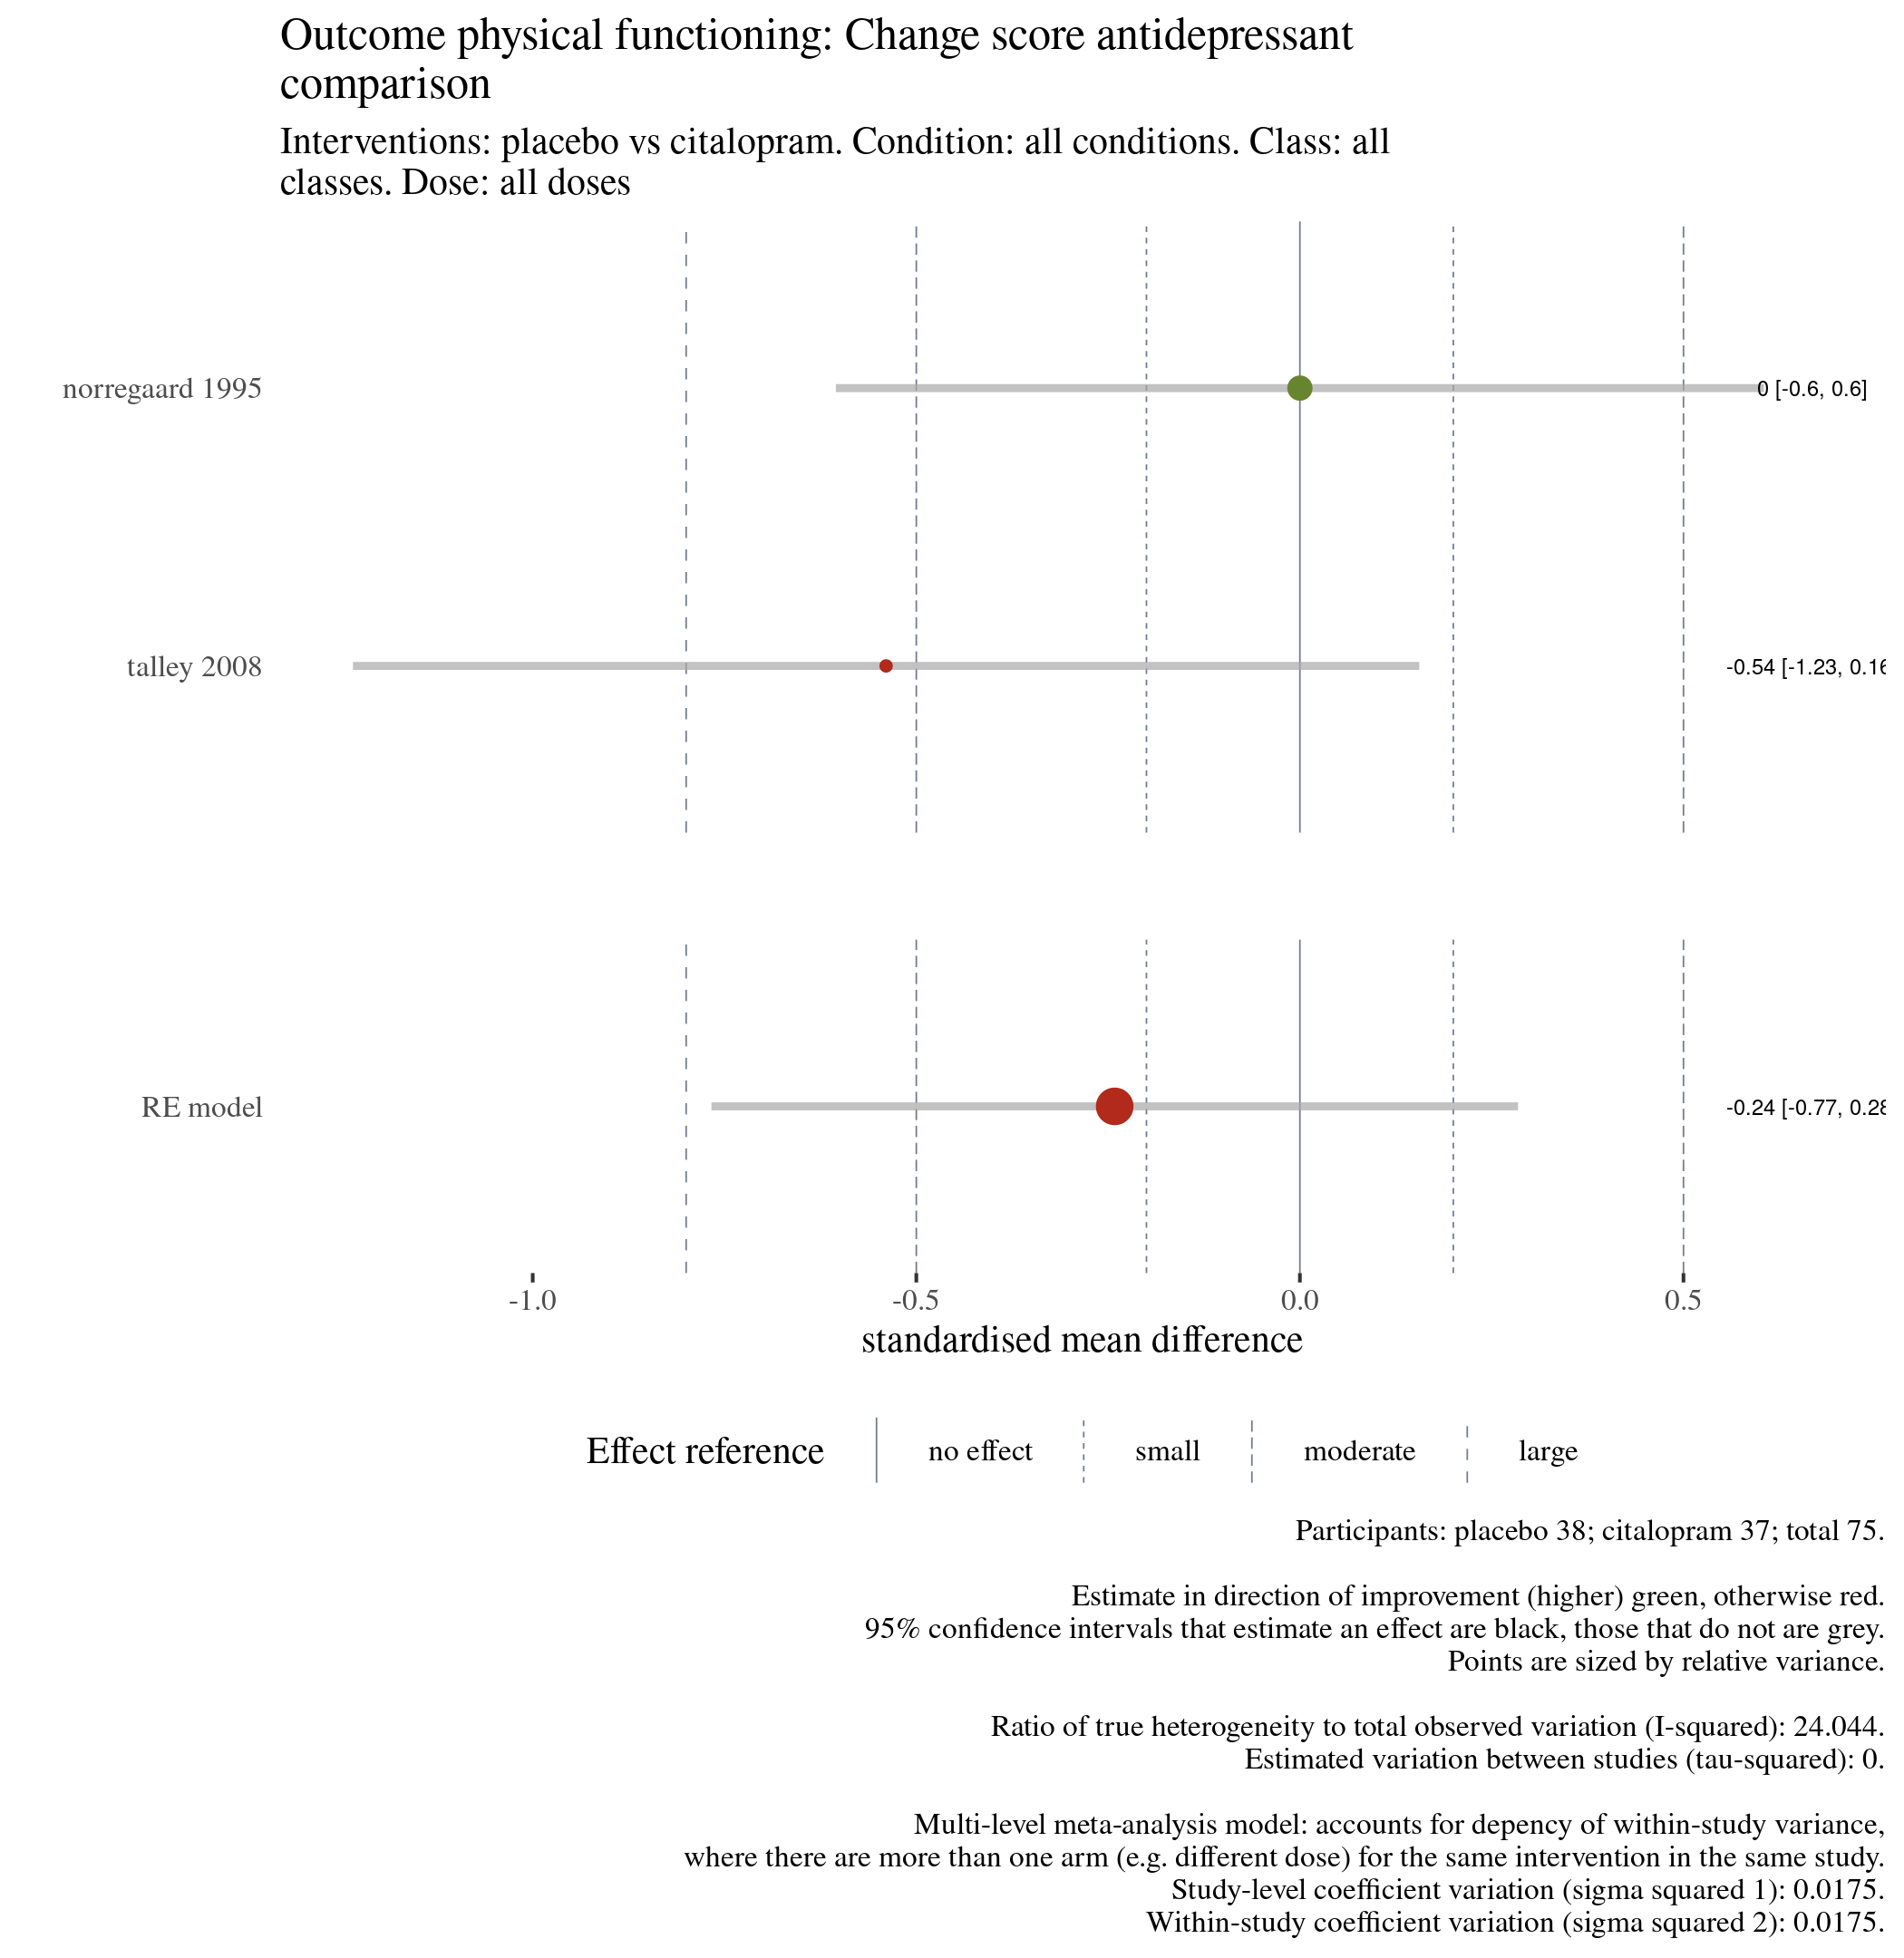 Outcome physical functioning: Change score antidepressant
comparison
Interventions: placebo vs citalopram. Condition: all conditions. Class: all
classes. Dose: all doses
norregaard 1995
0 [-0.6, 0.6]
talley 2008
-0.54 [-1.23, 0.16
RE model
-0.24 [-0.77, 0.28
-1.0 -0.5 0.0 0.5
standardised mean difference
Effect reference no effect small moderate large
Participants: placebo 38; citalopram 37; total 75.
Estimate in direction of improvement (higher) green, otherwise red.
95% confidence intervals that estimate an effect are black, those that do not are grey.
Points are sized by relative variance.
Ratio of true heterogeneity to total observed variation (I-squared): 24.044.
Estimated variation between studies (tau-squared): 0.
Multi-level meta-analysis model: accounts for depency of within-study variance,
where there are more than one arm (e.g. different dose) for the same intervention in the same study.
Study-level coefficient variation (sigma squared 1): 0.0175.
Within-study coefficient variation (sigma squared 2): 0.0175.